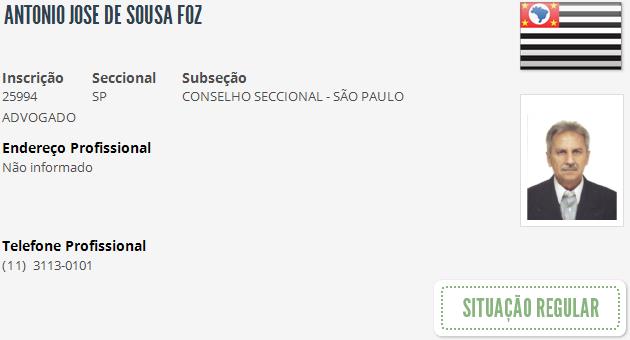 ANTONIO JOSE DE SOUSA FOZ
Inscrição Seccional Subseção
25994 SP CONSELHO SECCIONAL - SÃO PAULO
ADVOGADO
Endereço Profissional
Não informado
Telefone Profissional
(11) 3113-0101
SITUAÇÃO REGULAR